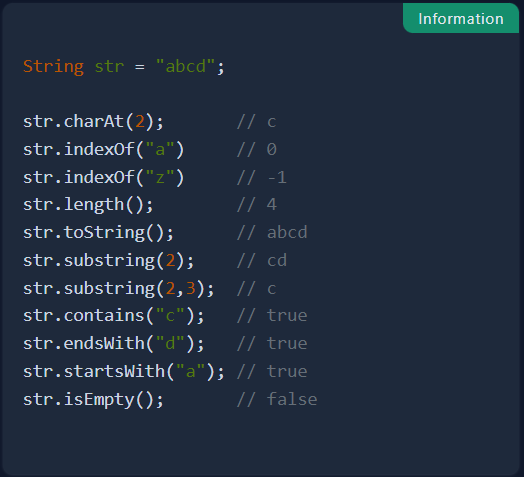 Information
String str = "abcd";
str.charAt(2);       // c
str.indexOf("a")     // 0
str.indexOf("z")     // -1
str.length();        // 4
str.toString();      // abcd
str.substring(2);    // cd
str.substring(2,3);  // c
str.contains("c");   // true
str.endsWith("d");   // true
str.startsWith("a"); // true
str.isEmpty();       // false